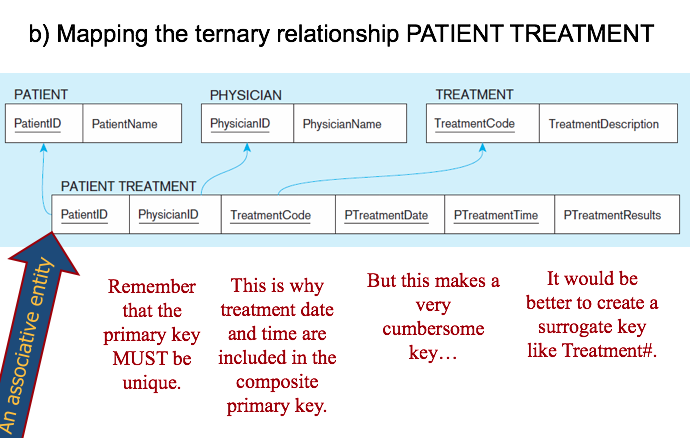 b) Mapping the ternary relationship PATIENT TREATMENT
PATIENT
PatientID PatientName
PHYSICIAN
PhysicianID PhysicianName
TREATMENT
TreatmentCode TreatmentDescription
PATIENT TREATMENT
PatientID PhysicianID TreatmentCode PTreatmentDate PTreatmentTime PTreatmentResults
An associative entity
Remember
that the
primary key
MUST be
unique.
This is why
treatment date
and time are
included in the
composite
primary key.
But this makes a
very
cumbersome
key…
It would be
better to create a
surrogate key
like Treatment#.